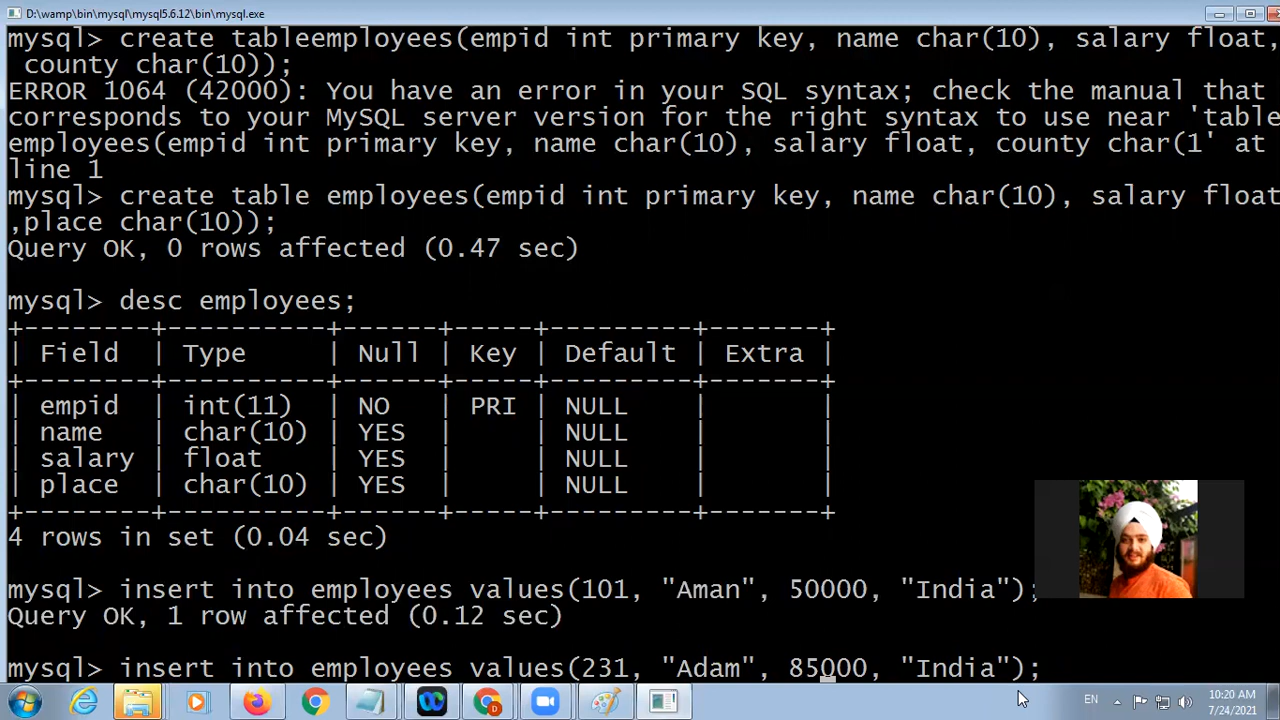 D:\wamp\bin\mysql\mysql5.6.12\bin\mysql.exe
mysql> create tableemployees(empid int primary key, name char(10), salary float,
 county char(10));
ERROR 1064 (42000): You have an error in your SQL syntax; check the manual that
corresponds to your MySQL server version for the right syntax to use near 'table
employees(empid int primary key, name char(10), salary float, county char(1' at
line 1
mysql> create table employees(empid int primary key, name char(10), salary float
,place char(10));
Query OK, 0 rows affected (0.47 sec)
mysql> desc employees;
+--------+----------+------+-----+---------+-------+
| Field  | Type     | Null | Key | Default | Extra |
+--------+----------+------+-----+---------+-------+
| empid  | int(11)  | NO   | PRI | NULL    |       |
| name   | char(10) | YES  |     | NULL    |       |
| salary | float    | YES  |     | NULL    |       |
| place  | char(10) | YES  |     | NULL    |       |
+--------+----------+------+-----+---------+-------+
4 rows in set (0.04 sec)
mysql> insert into employees values(101, "Aman", 50000, "India");
Query OK, 1 row affected (0.12 sec)
mysql> insert into employees values(231, "Adam", 85000, "India");
EN
10:20 AM
7/24/2021